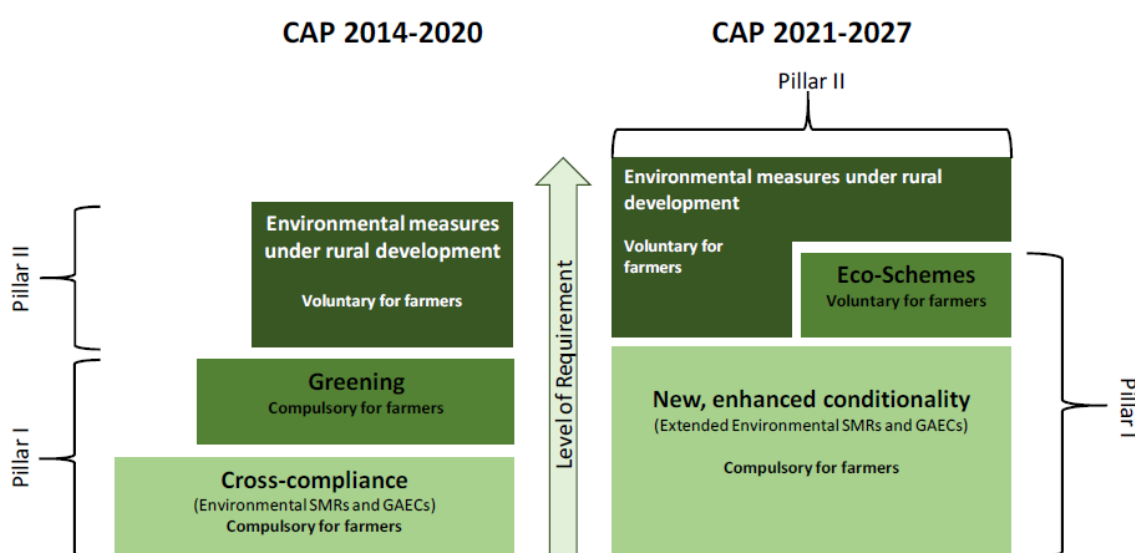 CAP 2014-2020
Pillar II
Environmental measures
under rural development
Voluntary for farmers
Pillar I
Greening
Compulsory for farmers
Cross-compliance
(Environmental SMRs and GAECs)
Compulsory for farmers
Level of Requirement
CAP 2021-2027
Pillar II
Environmental measures under rural
development
Voluntary for
farmers
Eco-Schemes
Voluntary for farmers
New, enhanced conditionality
(Extended Environmental SMRs and GAECs)
Compulsory for farmers
Pillar I